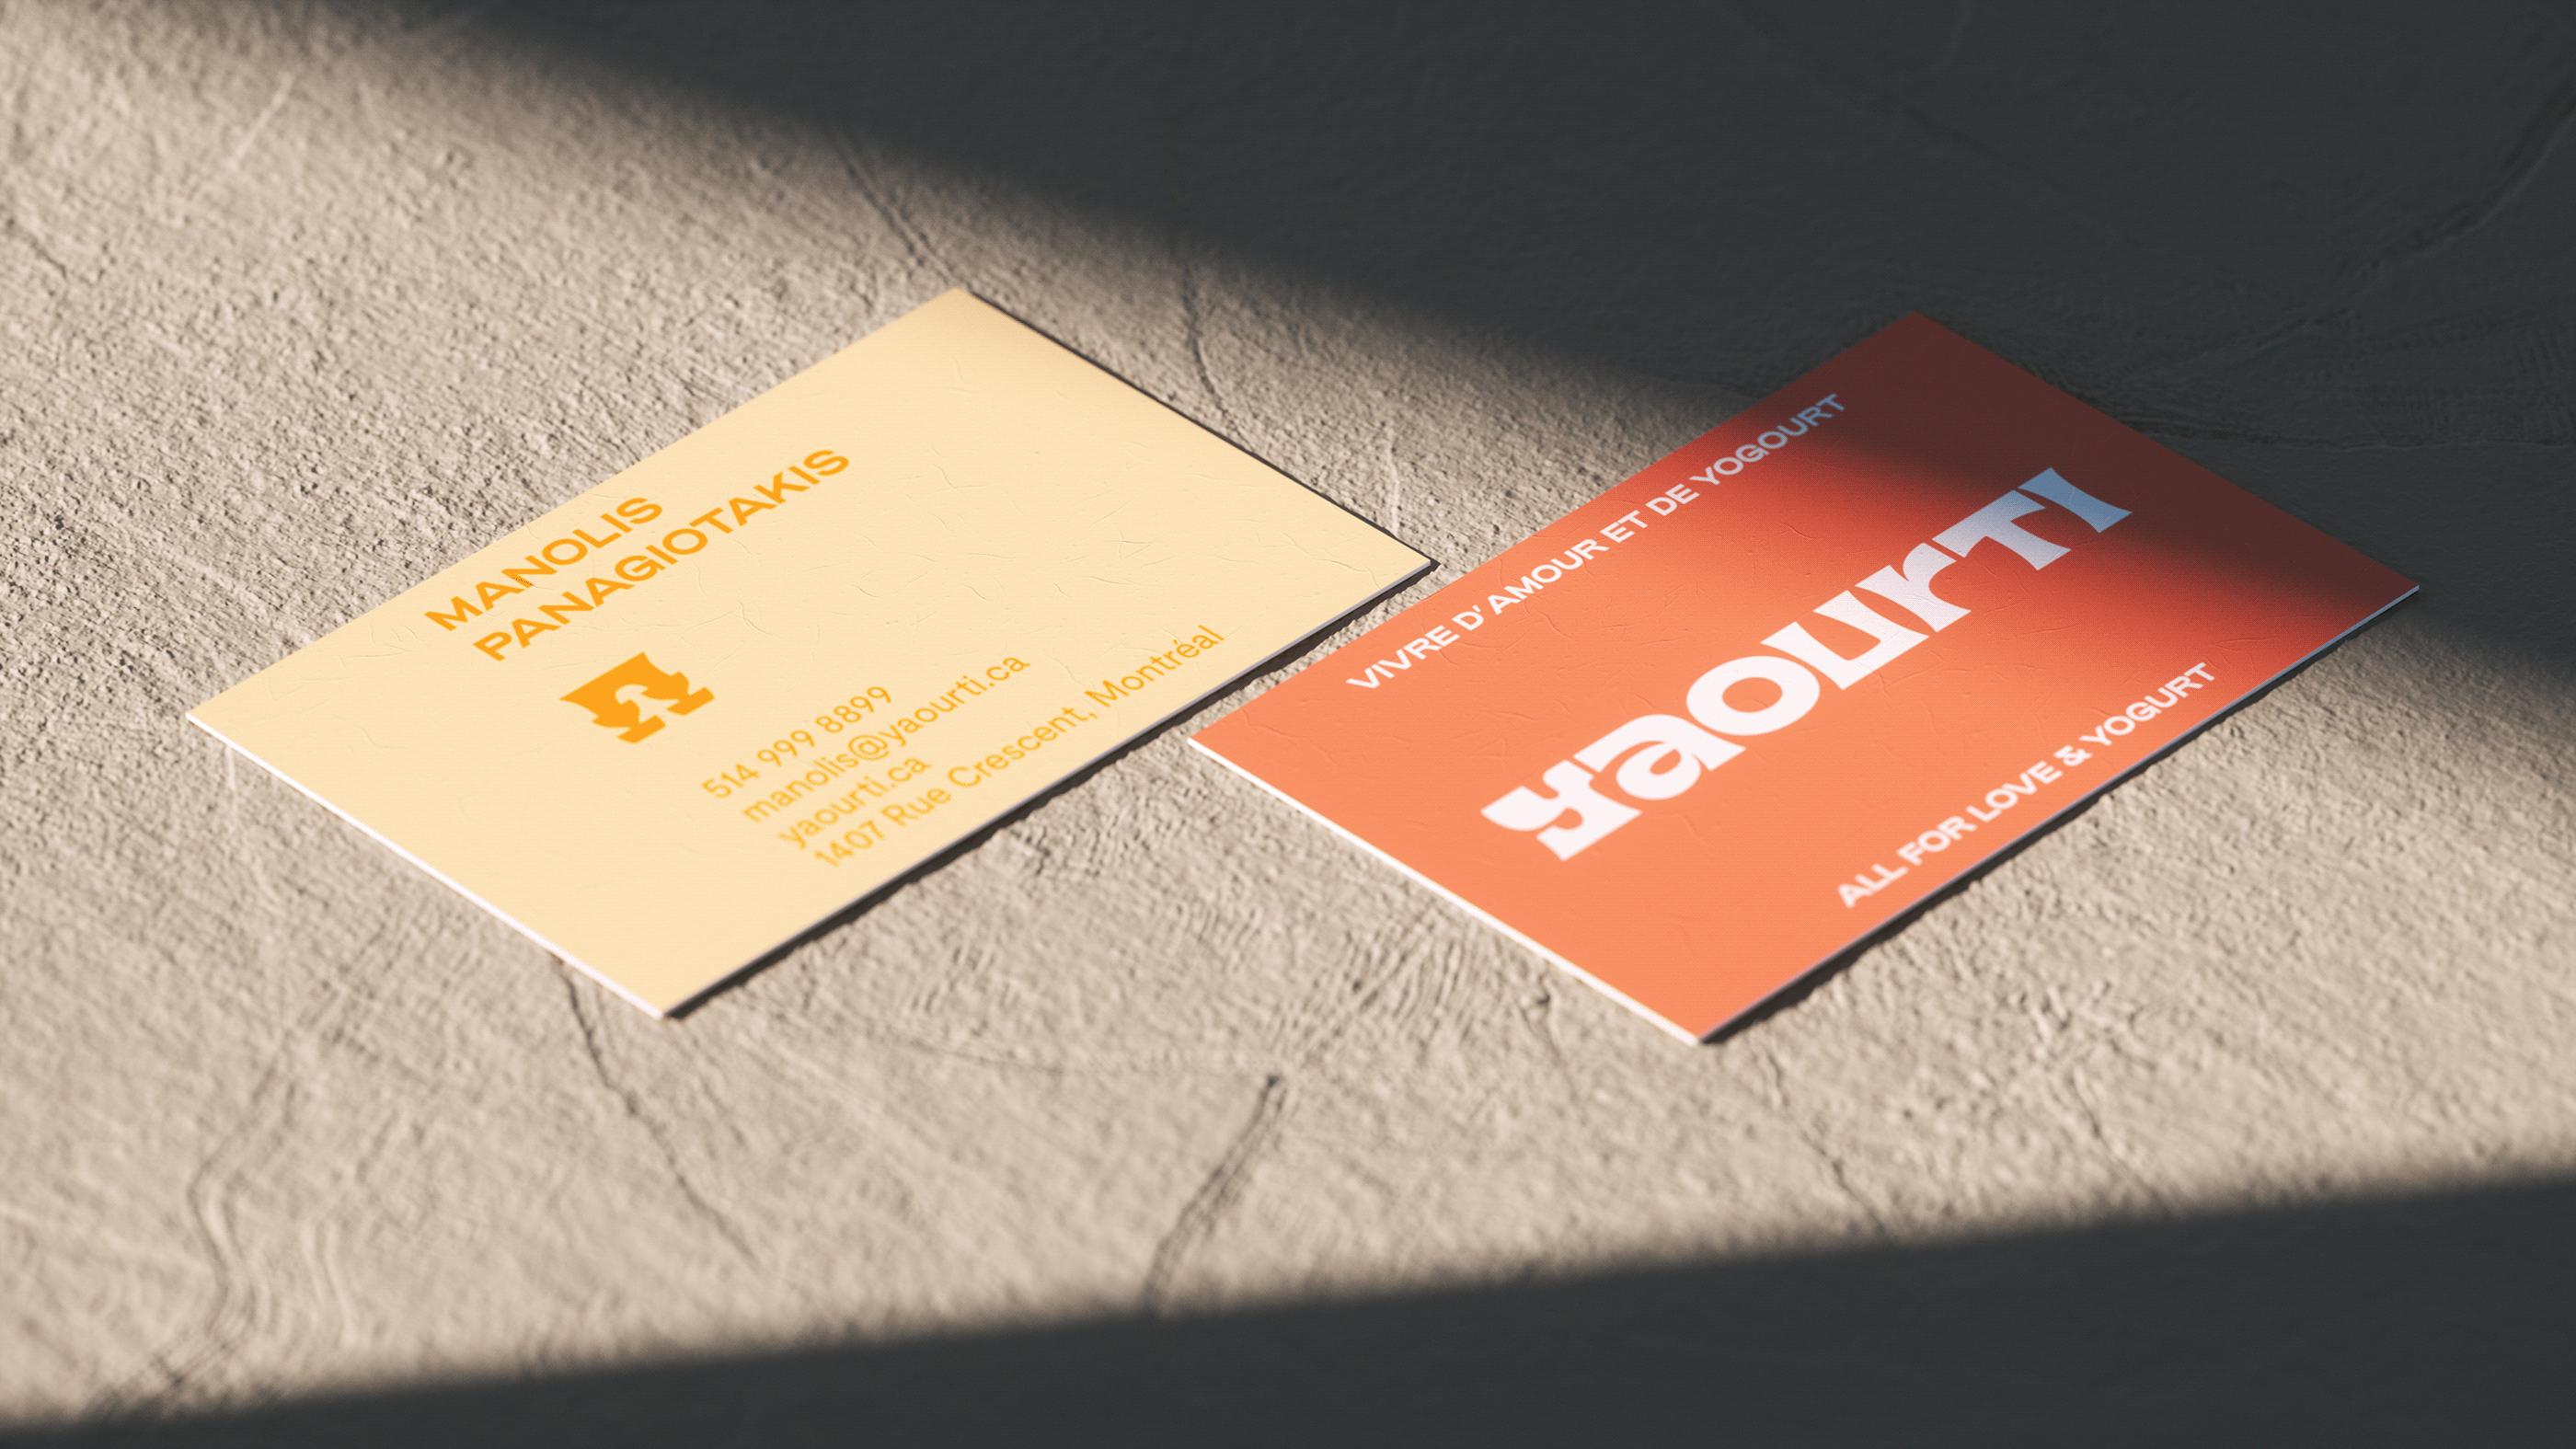 MANOLIS
PANAGIOTAKIS
514 999 8899
manolis@yaourti.ca
yaourti.ca
1407 Rue Crescent, Montréal
VIVRE D'AMOUR ET DE YOGOURT
yaourti
ALL FOR LOVE & YOGURT